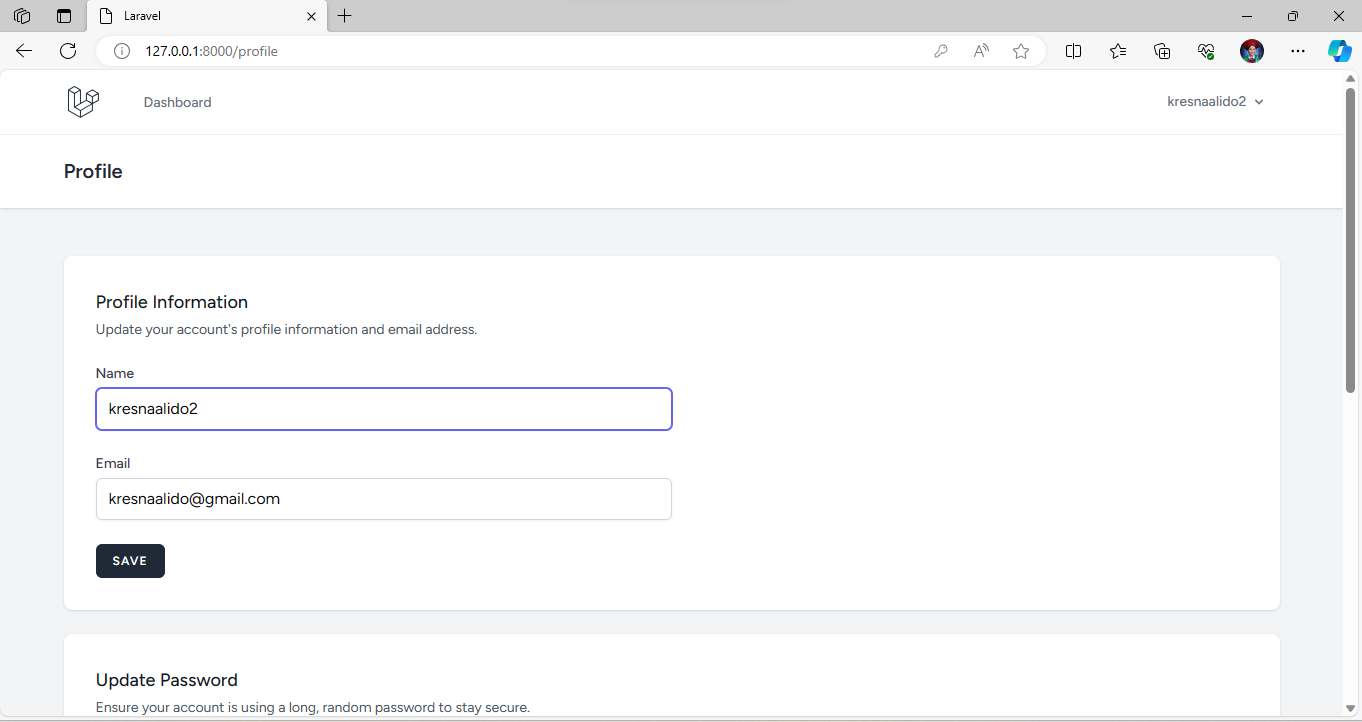 Laravel
127.0.0.1:8000/profile
Dashboard
kresnaalido2
Profile
Profile Information
Update your account's profile information and email address.
Name
kresnaalido2
Email
kresnaalido@gmail.com
SAVE
Update Password
Ensure your account is using a long, random password to stay secure.